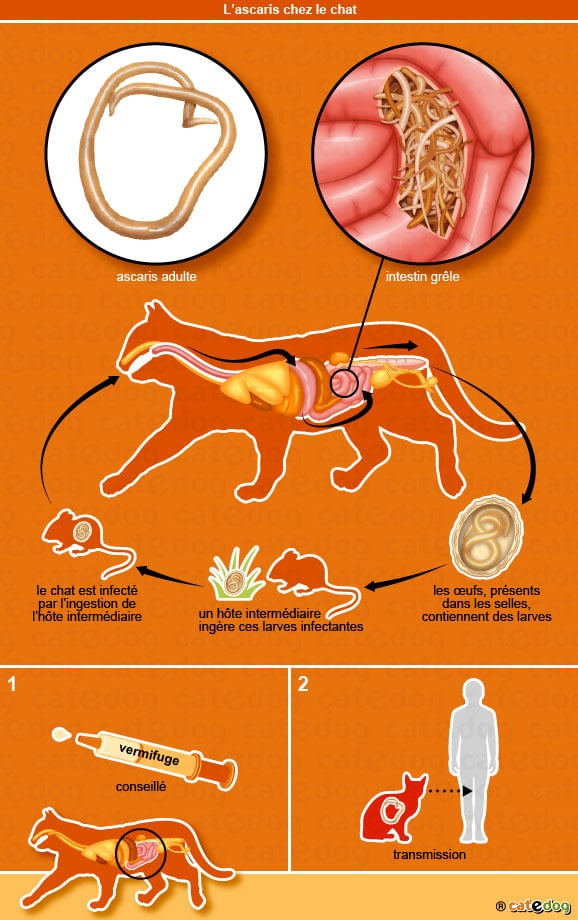 L'ascaris chez le chat
ascaris adulte
intestin grêle
le chat est infecté
par l'ingestion de
l'hôte intermédiaire
un hôte intermédiaire
ingère ces larves infectantes
les œufs, présents
dans les selles,
contiennent des larves
1
vermifuge
conseillé
2
transmission
® catedog